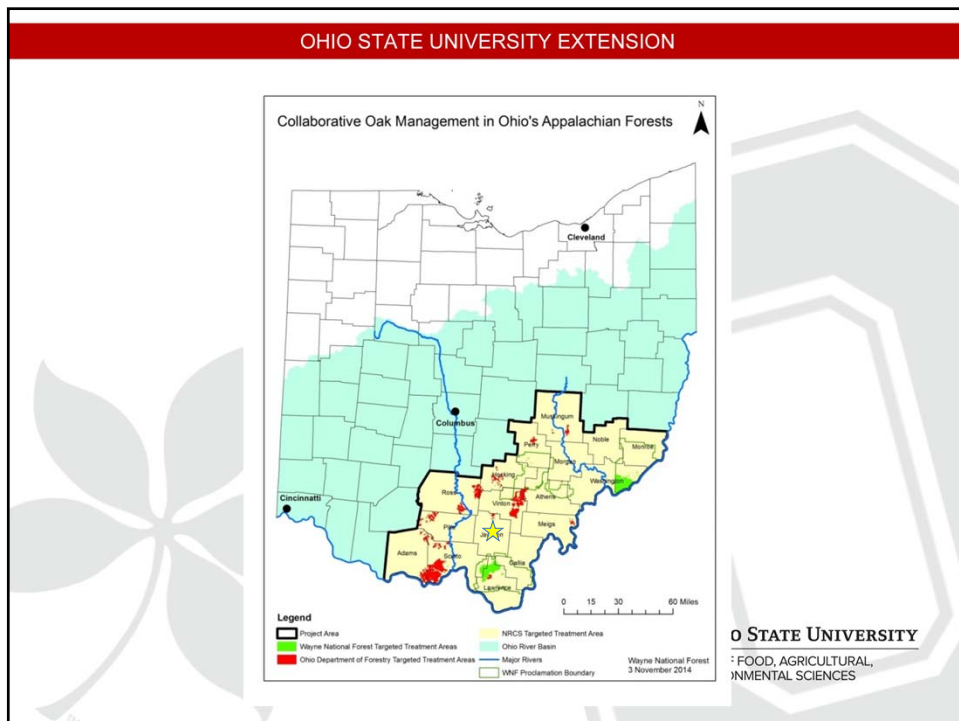 OHIO STATE UNIVERSITY EXTENSION
N
Collaborative Oak Management in Ohio's Appalachian Forests
Cleveland
Columbus
Muskingum
Noble
Monroe
Perry
Morgan
Washington
Hocking
Athens
Ross
Vinton
Cincinnatti
Meigs
Pike
Adams
Scioto
Gallia
Lawrence
0 15 30 60 Miles
Legend
Project Area
Wayne National Forest Targeted Treatment Areas
Ohio Department of Forestry Targeted Treatment Areas
NRCS Targeted Treatment Area
Ohio River Basin
Major Rivers
WNF Proclamation Boundary
Wayne National Forest
3 November 2014
O STATE UNIVERSITY
F FOOD, AGRICULTURAL,
ONMENTAL SCIENCES